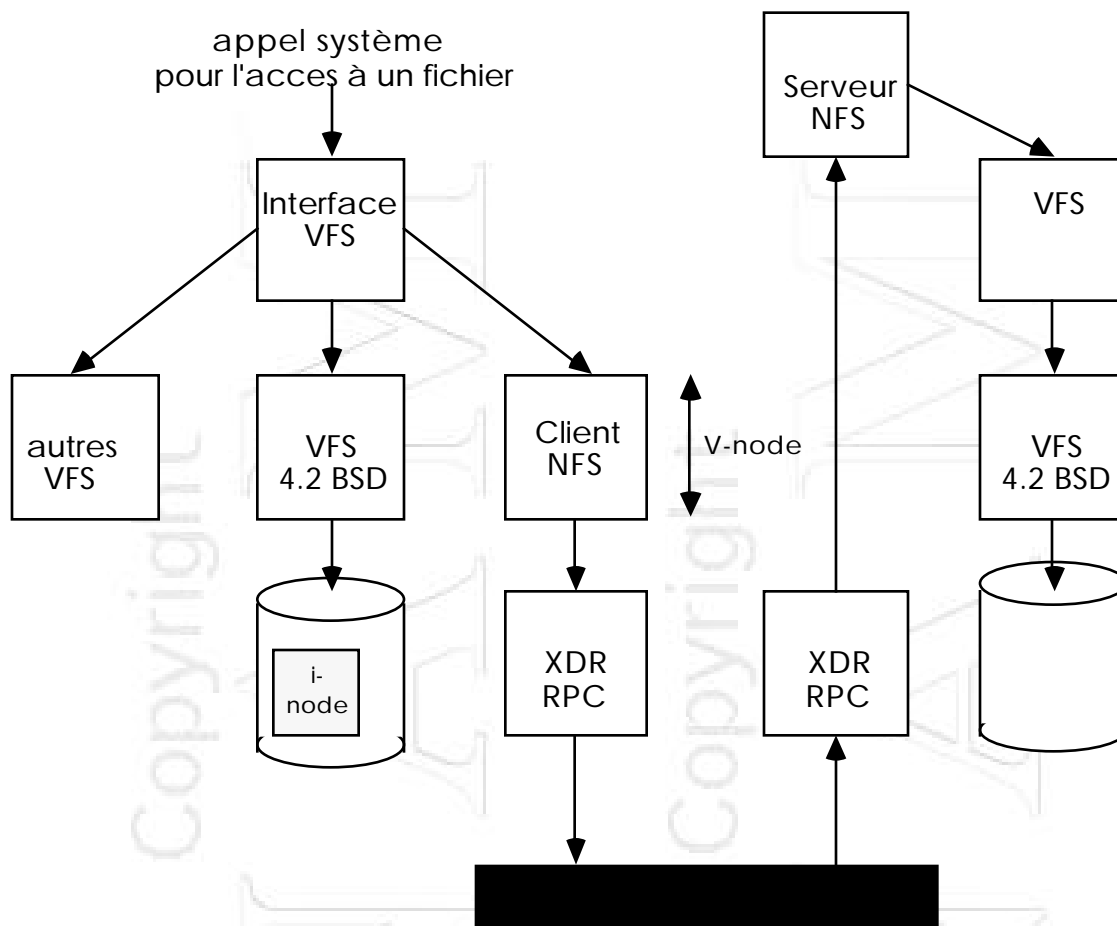 appel système
pour l'acces à un fichier
Interface
VFS
autres
VFS
VFS
4.2 BSD
Client
NFS
V-node
i-
node
XDR
RPC
Serveur
NFS
VFS
VFS
4.2 BSD
XDR
RPC
Copyright
Copyright